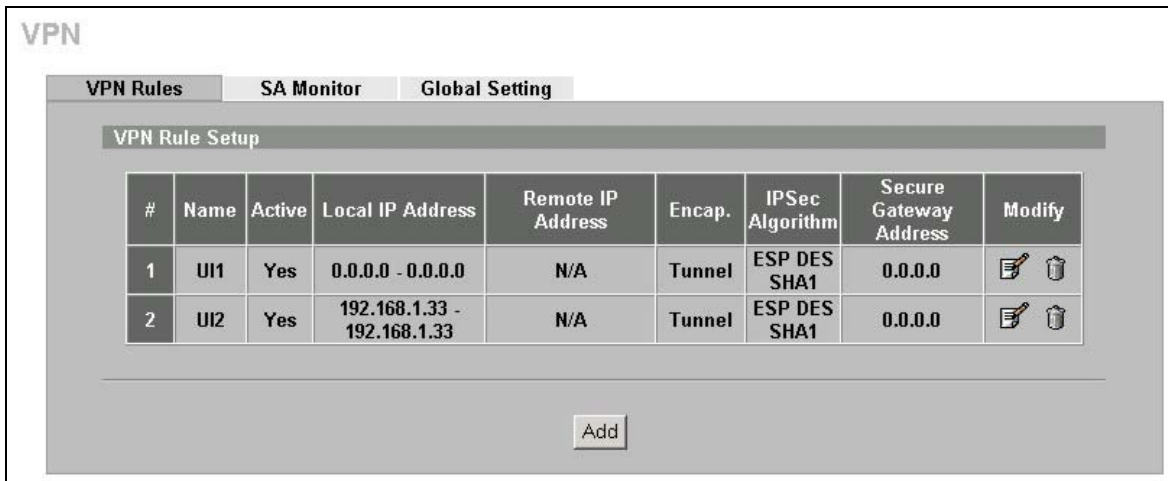 VPN
VPN Rules SA Monitor Global Setting
VPN Rule Setup
# Name Active Local IP Address Remote IP Address Encap. IPSec Algorithm Secure Gateway Address Modify
1 UI1 Yes 0.0.0.0 - 0.0.0.0 N/A Tunnel ESP DES SHA1 0.0.0.0
2 UI2 Yes 192.168.1.33 - 192.168.1.33 N/A Tunnel ESP DES SHA1 0.0.0.0
Add